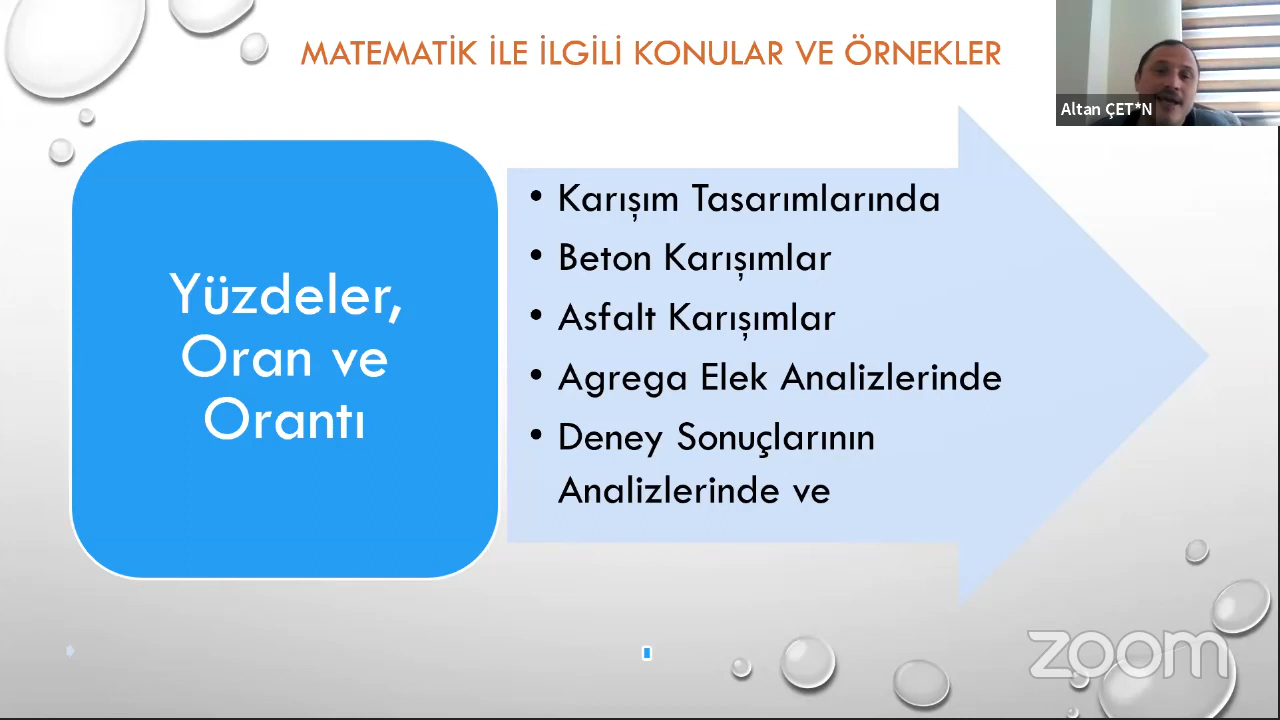 MATEMATİK İLE İLGİLİ KONULAR VE ÖRNEKLER
Altan ÇET*N
Yüzdeler,
Oran ve
Orantı
• Karışım Tasarımlarında
• Beton Karışımlar
• Asfalt Karışımlar
• Agrega Elek Analizlerinde
• Deney Sonuçlarının
Analizlerinde ve
zoom